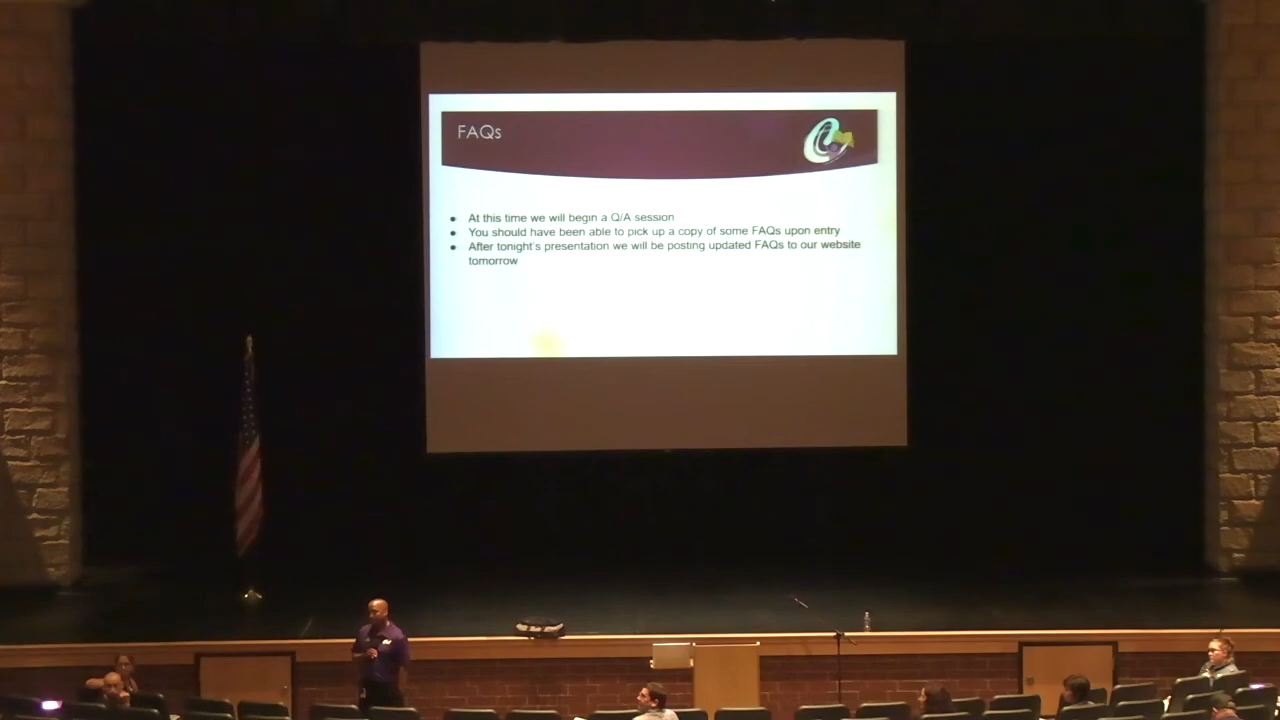 FAQs
● At this time we will begin a Q/A session
● You should have been able to pick up a copy of some FAQs upon entry
● After tonight's presentation we will be posting updated FAQs to our website
tomorrow